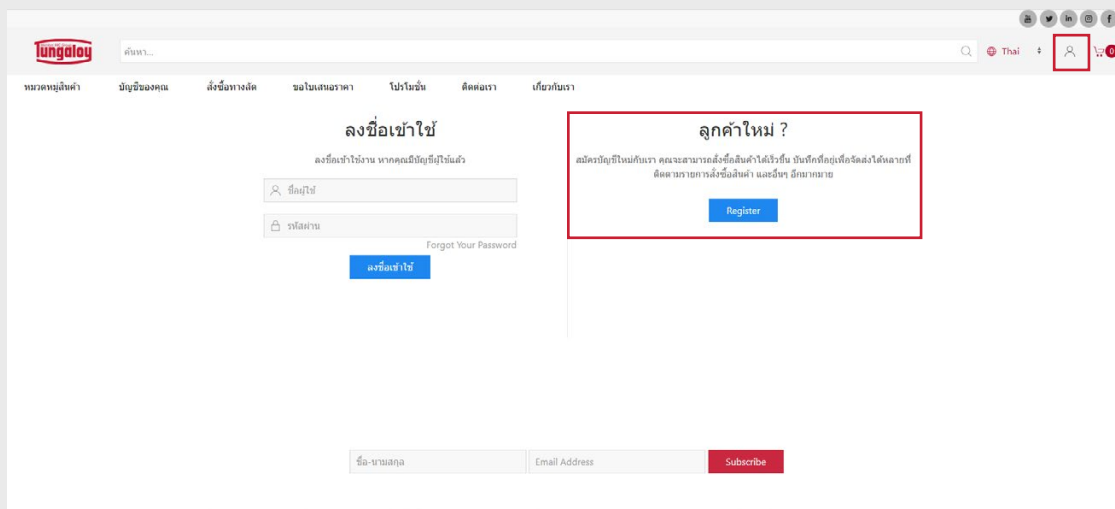 Tungaloy
ค้นหา...
Thai
0
หมวดหมู่สินค้า
บัญชีของคุณ
สั่งซื้อทางลัด
ขอใบเสนอราคา
โปรโมชั่น
ติดต่อเรา
เกี่ยวกับเรา
ลงชื่อเข้าใช้
ลงชื่อเข้าใช้งาน หากคุณมีบัญชีผู้ใช้แล้ว
ชื่อผู้ใช้
รหัสผ่าน
Forgot Your Password
ลงชื่อเข้าใช้
ลูกค้าใหม่ ?
สมัครบัญชีใหม่กับเรา คุณจะสามารถสั่งซื้อสินค้าได้เร็วขึ้น บันทึกที่อยู่เพื่อจัดส่งได้หลายที่
ติดตามรายการสั่งซื้อสินค้า และอื่นๆ อีกมากมาย
Register
ชื่อ-นามสกุล
Email Address
Subscribe